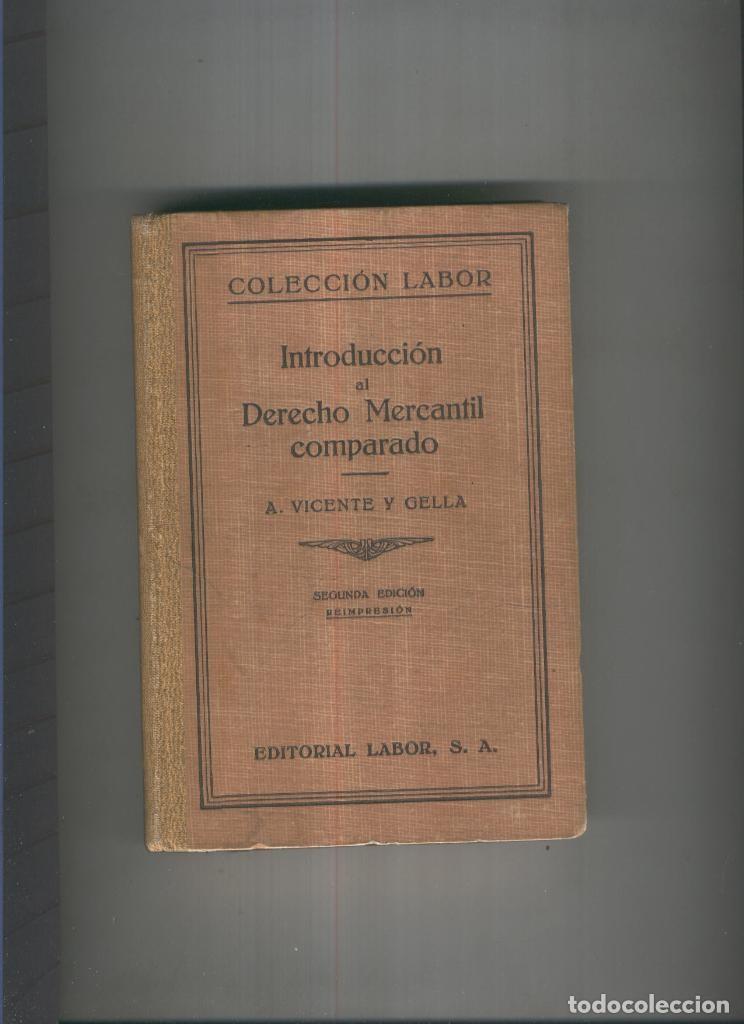 COLECCIÓN LABOR
Introducción
al
Derecho Mercantil
comparado
A. VICENTE Y GELLA
SEGUNDA EDICIÓN
REIMPRESIÓN
EDITORIAL LABOR, S. A.
todocoleccion